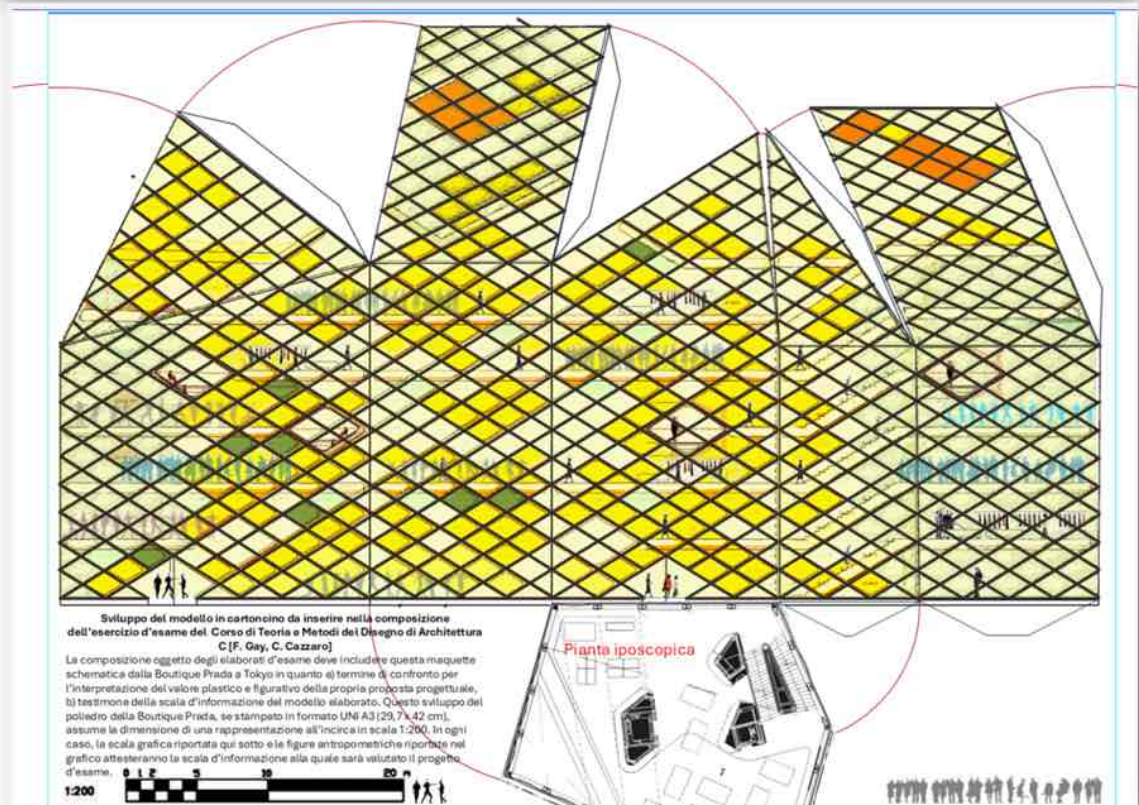 Sviluppo del modello in cartoncino da inserire nella composizione
dell'esercizio d'esame del Corso di Teoria e Metodi del Disegno di Architettura
C [F. Gay, C. Cazzaro]
La composizione oggetto degli elaborati d'esame deve includere questa maquette
schematica dalla Boutique Prada a Tokyo in quanto a) termine di confronto per
l'interpretazione del valore plastico e figurativo della propria proposta progettuale,
b) testimone della scala d'informazione del modello elaborato. Questo sviluppo del
poliedro della Boutique Prada, se stampato in formato UNI A3 (29,7 x 42 cm),
assume la dimensione di una rappresentazione all'incirca in scala 1:200. In ogni
caso, la scala grafica riportata qui sotto e le figure antropometriche riportate nel
grafico attesteranno la scala d'informazione alla quale sarà valutato il progetto
d'esame.
0 1 2 5 10 20 m
1:200
Pianta iposcopica